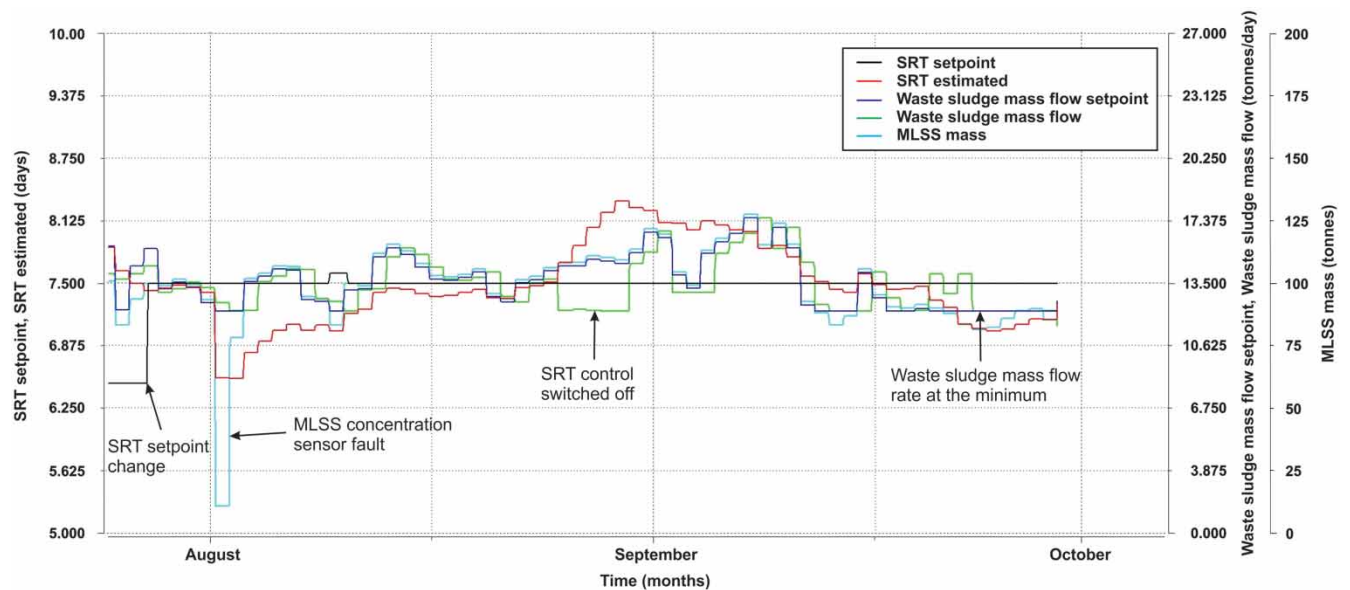 10.00
9.375
8.750
8.125
7.500
6.875
6.250
5.625
5.000
SRT setpoint, SRT estimated (days)
SRT setpoint
SRT estimated
Waste sludge mass flow setpoint
Waste sludge mass flow
MLSS mass
SRT setpoint
change
MLSS concentration
sensor fault
SRT control
switched off
Waste sludge mass flow
rate at the minimum
27.000
23.125
20.250
17.375
13.500
10.625
6.750
3.875
0.000
Waste sludge mass flow setpoint, Waste sludge mass flow (tonnes/day)
200
175
150
125
100
75
50
25
0
MLSS mass (tonnes)
August
September
October
Time (months)